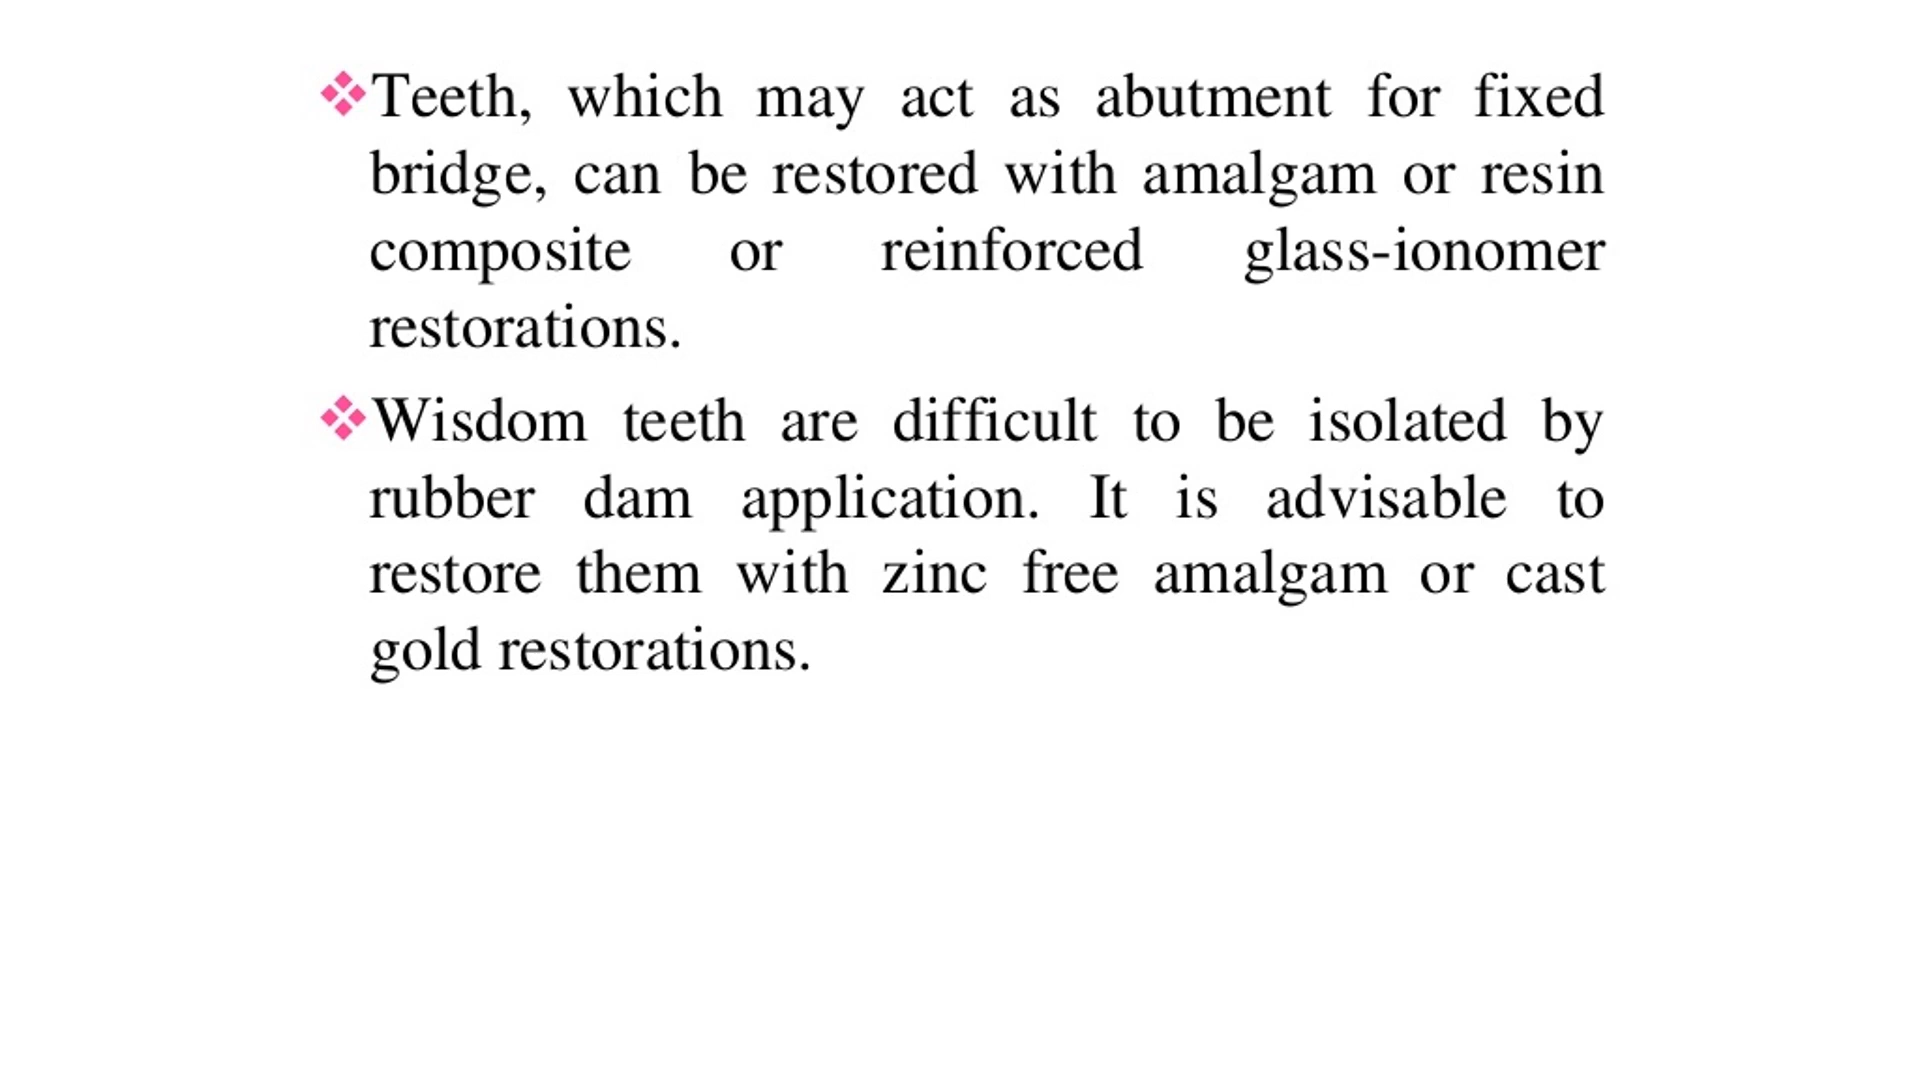 ❖Teeth, which may act as abutment for fixed
bridge, can be restored with amalgam or resin
composite or reinforced glass-ionomer
restorations.
❖Wisdom teeth are difficult to be isolated by
rubber dam application. It is advisable to
restore them with zinc free amalgam or cast
gold restorations.